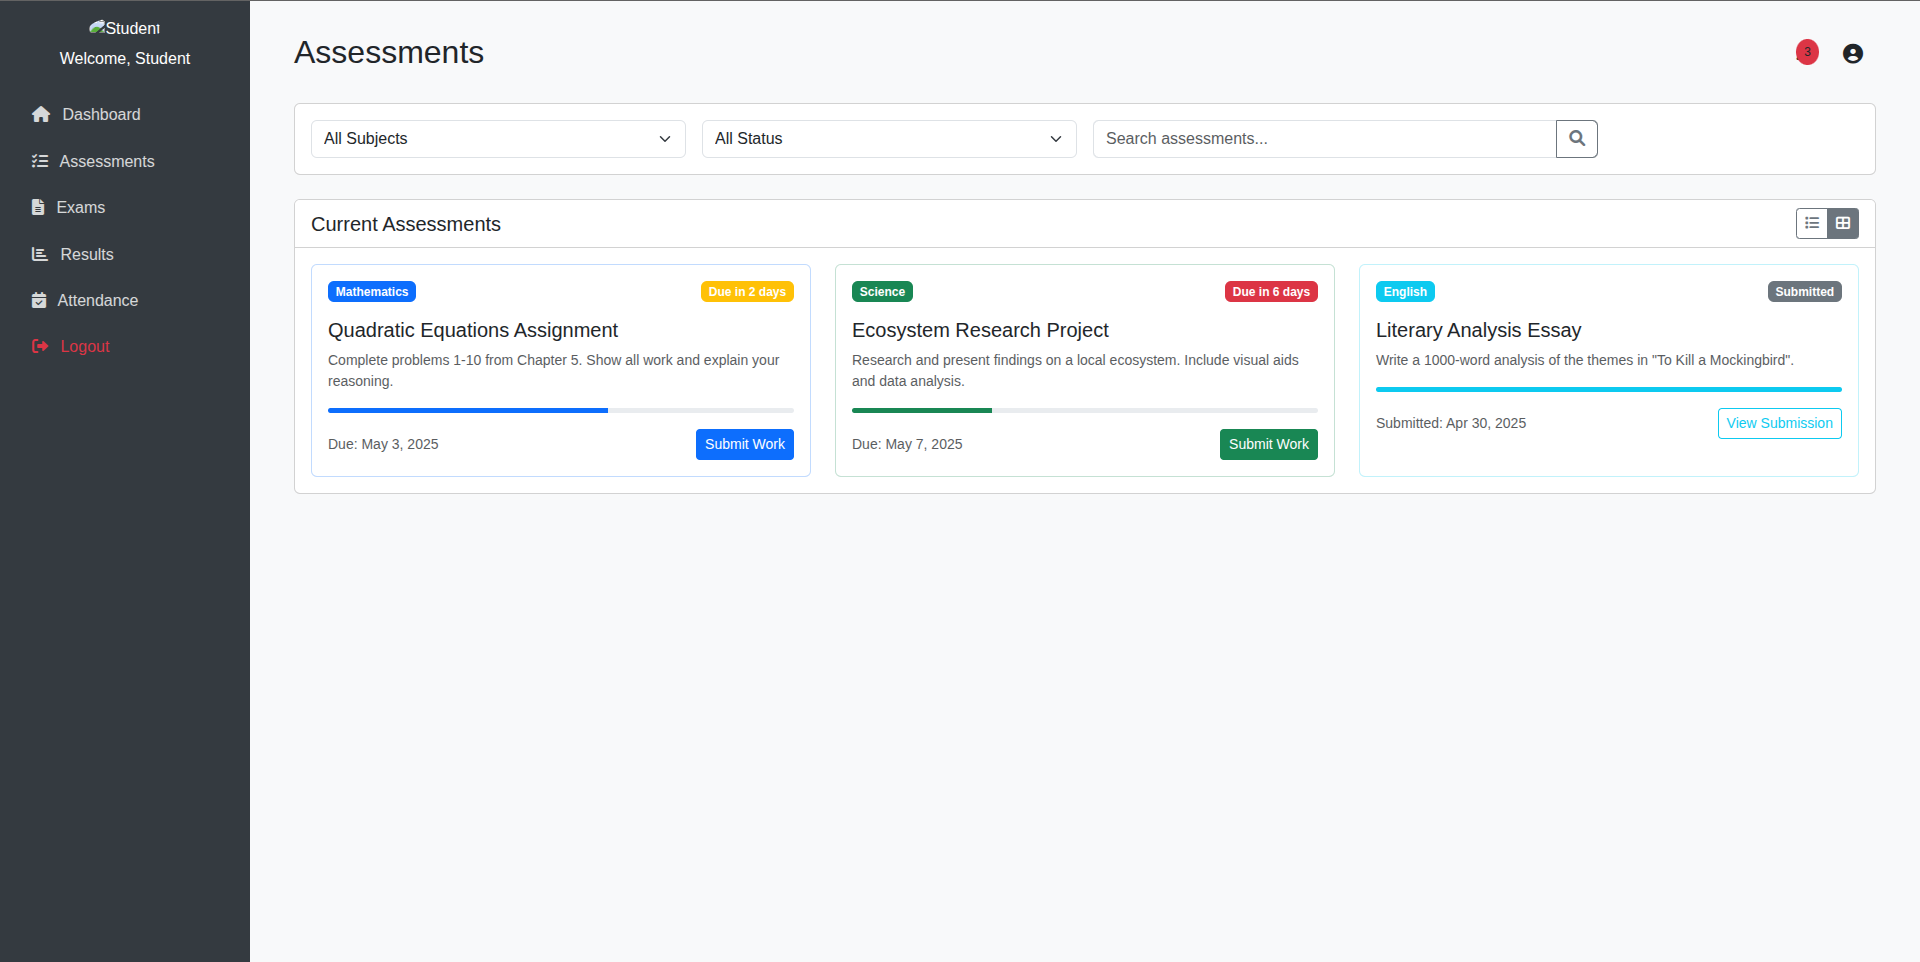 Student
Welcome, Student
Dashboard
Assessments
Exams
Results
Attendance
Logout
Assessments
3
All Subjects
All Status
Search assessments...
Current Assessments
Mathematics
Due in 2 days
Quadratic Equations Assignment
Complete problems 1-10 from Chapter 5. Show all work and explain your
reasoning.
Due: May 3, 2025
Submit Work
Science
Due in 6 days
Ecosystem Research Project
Research and present findings on a local ecosystem. Include visual aids
and data analysis.
Due: May 7, 2025
Submit Work
English
Submitted
Literary Analysis Essay
Write a 1000-word analysis of the themes in "To Kill a Mockingbird".
Submitted: Apr 30, 2025
View Submission